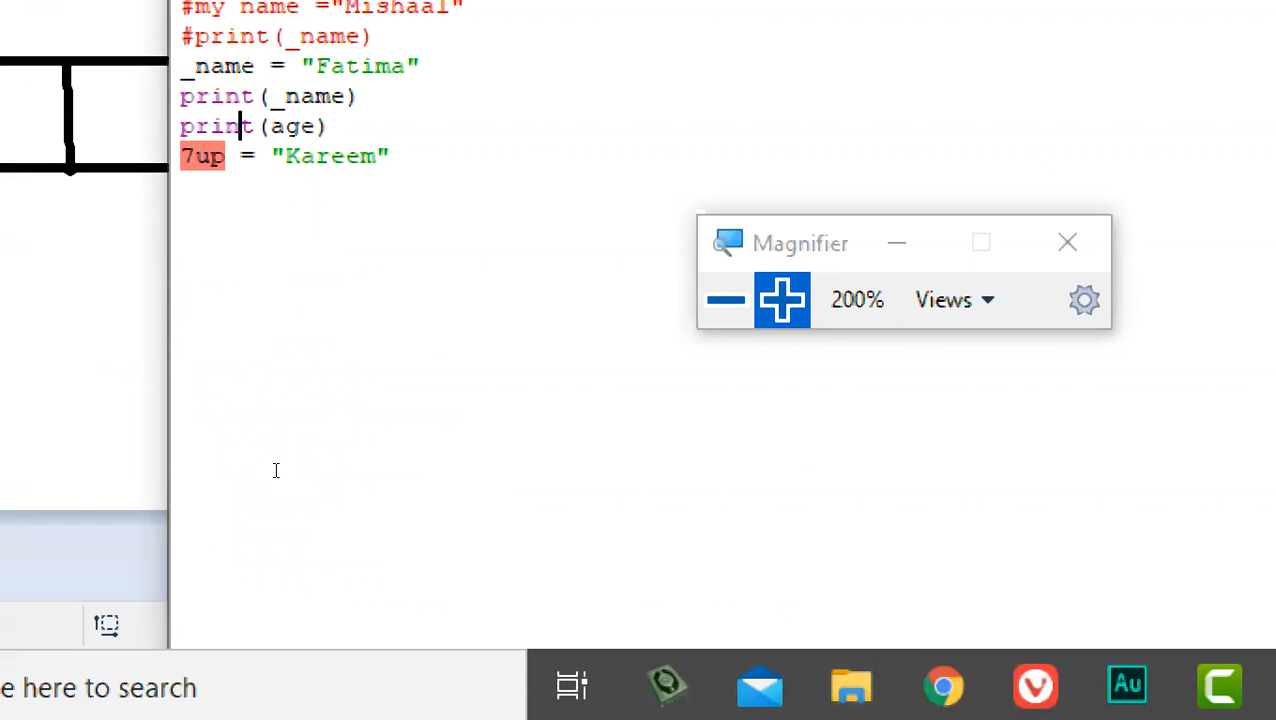 #my name ="Mishaal"
#print(_name)
_name = "Fatima"
print(_name)
print(age)
7up = "Kareem"
Magnifier
200% Views
e here to search
Au